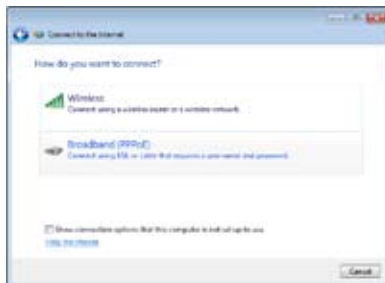 Connect to the Internet
How do you want to connect?
Wireless
Connect using a wireless router or a wireless network.
Broadband (PPPoE)
Connect using DSL or cable that requires a user name and password.
Show connection options that this computer is not set up to use
Help me choose
Cancel